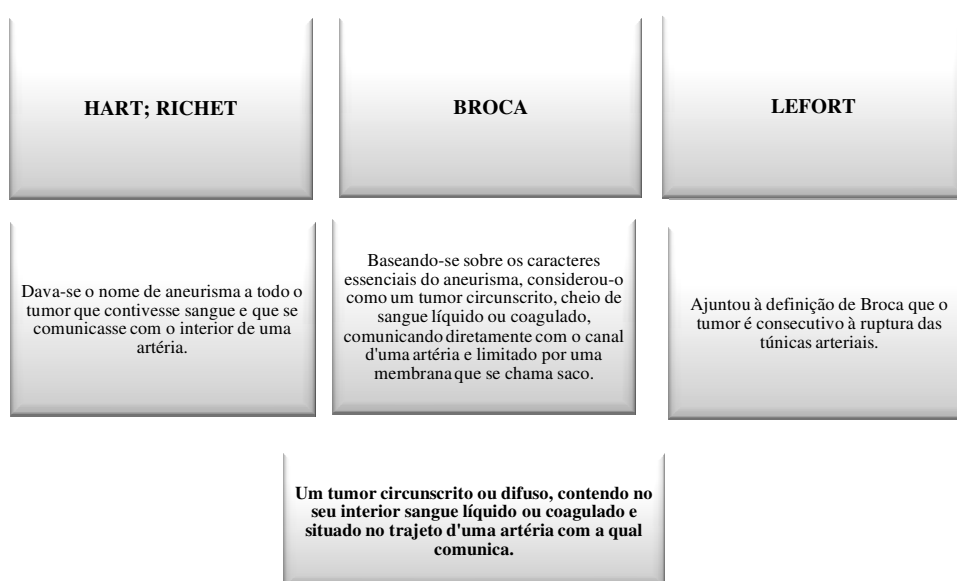 HART; RICHET
BROCA
LEFORT
Dava-se o nome de aneurisma a todo o
tumor que contivesse sangue e que se
comunicasse com o interior de uma
artéria.
Baseando-se sobre os caracteres
essenciais do aneurisma, considerou-o
como um tumor circunscrito, cheio de
sangue líquido ou coagulado,
comunicando diretamente com o canal
d'uma artéria e limitado por uma
membrana que se chama saco.
Ajuntou à definição de Broca que o
tumor é consecutivo à ruptura das
túnicas arteriais.
Um tumor circunscrito ou difuso, contendo no
seu interior sangue líquido ou coagulado e
situado no trajeto d'uma artéria com a qual
comunica.